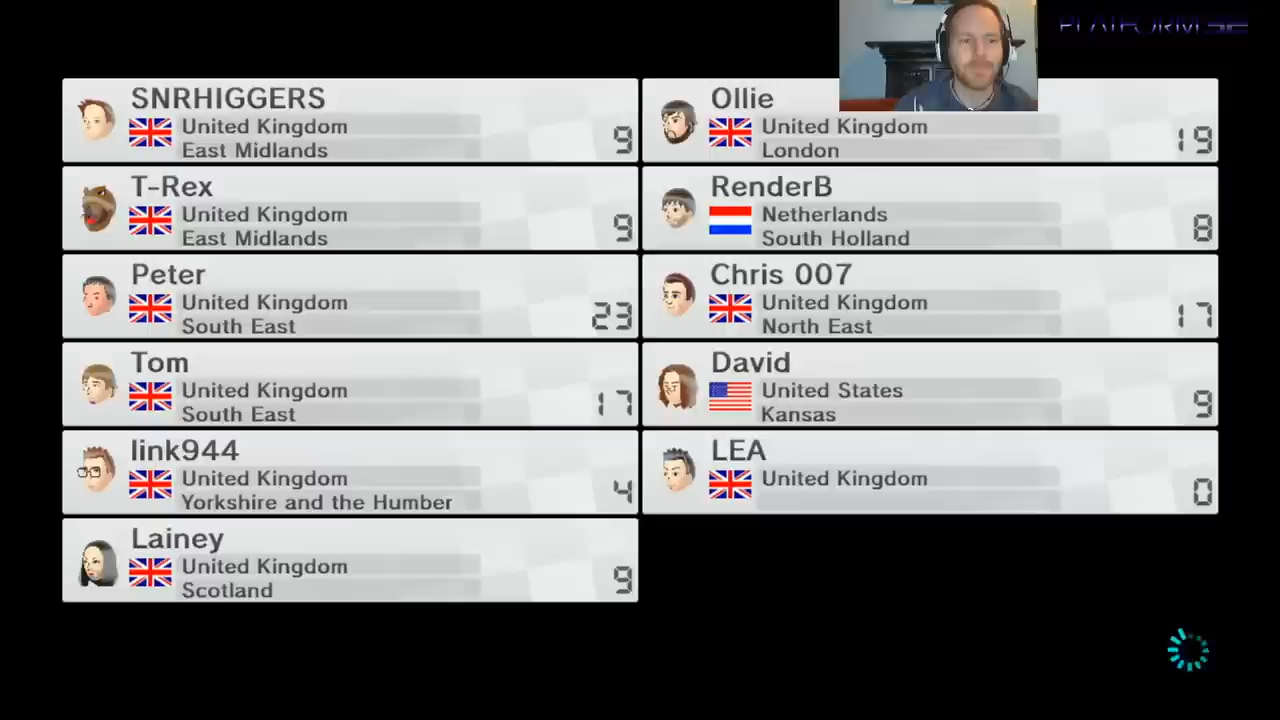 PLATFORM32
SNRHIGGERS
United Kingdom
East Midlands
9
Ollie
United Kingdom
London
19
T-Rex
United Kingdom
East Midlands
9
RenderB
Netherlands
South Holland
8
Peter
United Kingdom
South East
23
Chris 007
United Kingdom
North East
17
Tom
United Kingdom
South East
17
David
United States
Kansas
9
link944
United Kingdom
Yorkshire and the Humber
4
LEA
United Kingdom
0
Lainey
United Kingdom
Scotland
9